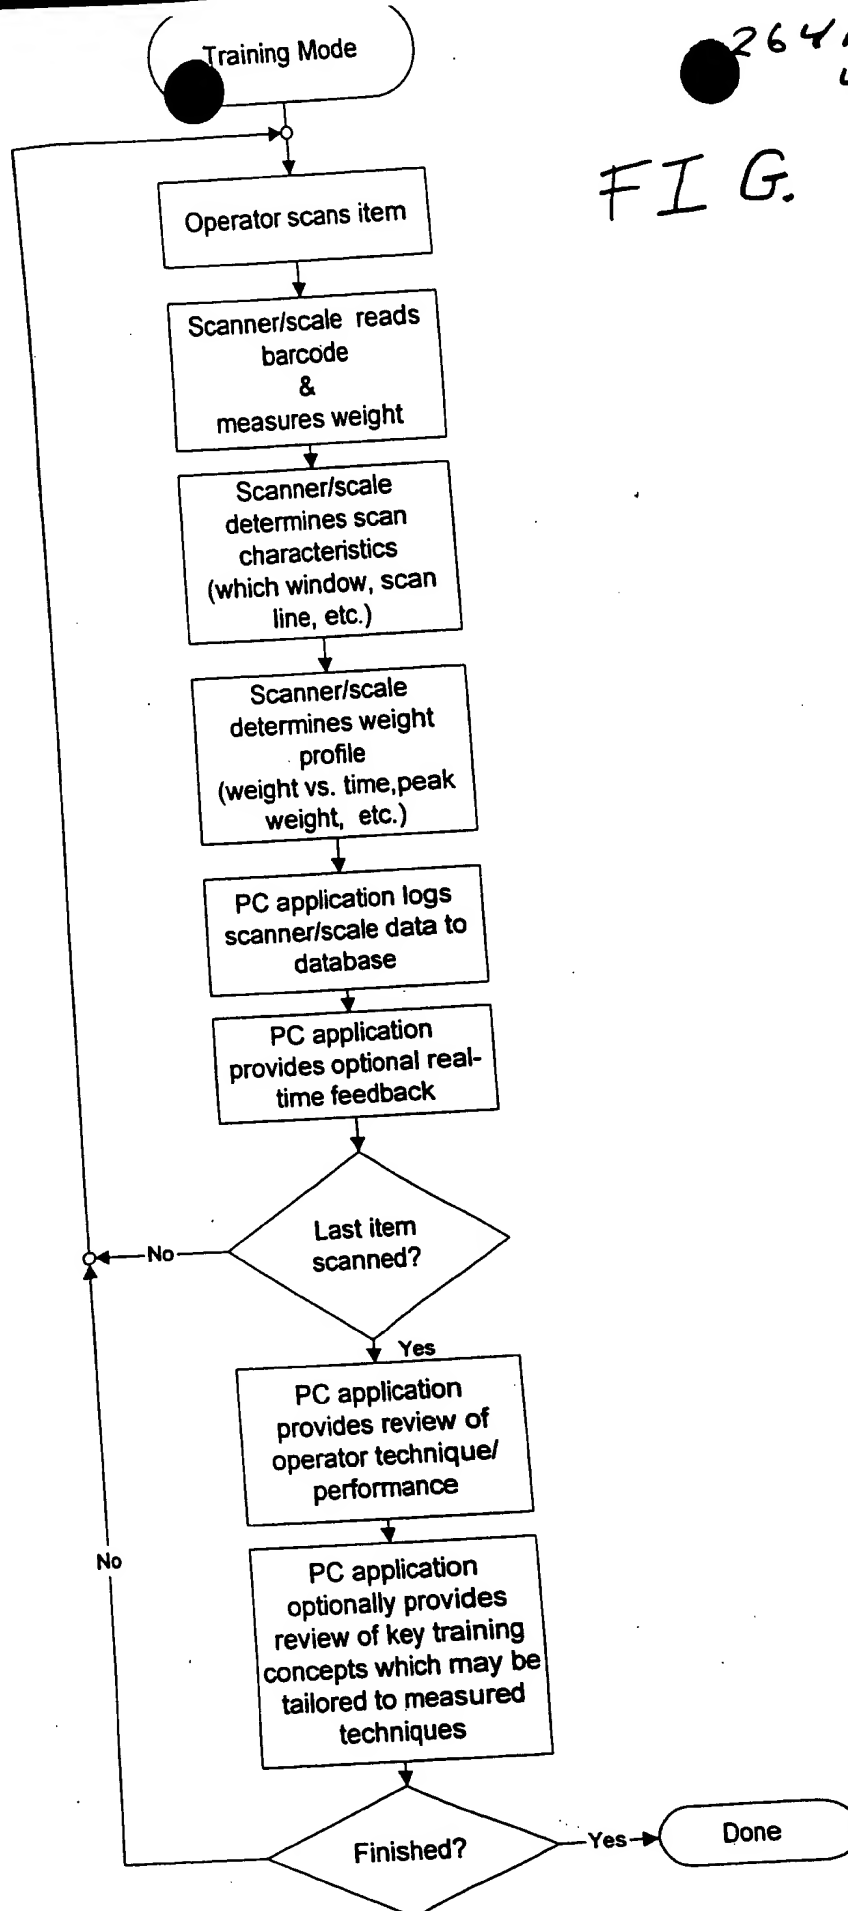 Training Mode
264
FIG.
Operator scans item
Scanner/scale reads
barcode
&
measures weight
Scanner/scale
determines scan
characteristics
(which window, scan
line, etc.)
Scanner/scale
determines weight
profile
(weight vs. time,peak
weight, etc.)
PC application logs
scanner/scale data to
database
PC application
provides optional real-
time feedback
Last item
scanned?
No
Yes
PC application
provides review of
operator technique/
performance
No
PC application
optionally provides
review of key training
concepts which may be
tailored to measured
techniques
Finished?
Yes
Done